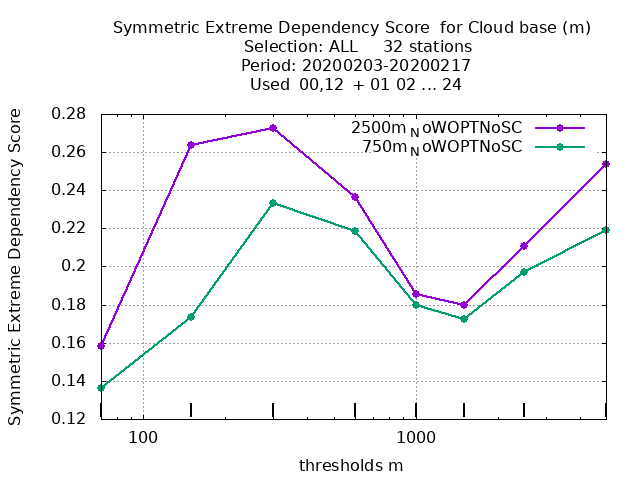 Symmetric Extreme Dependency Score for Cloud base (m)
Selection: ALL 32 stations
Period: 20200203-20200217
Used 00,12 + 01 02 ... 24
Symmetric Extreme Dependency Score
0.28
0.26
0.24
0.22
0.2
0.18
0.16
0.14
0.12
2500mNoWOPTNoSC
750mNoWOPTNoSC
100
1000
thresholds m